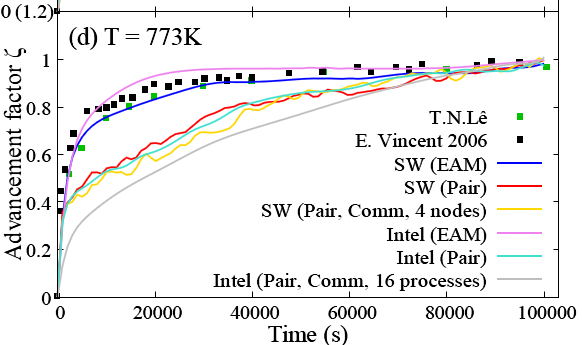 0 (1.2)
(d) T = 773K
1
0.8
0.6
0.4
0.2
0
Advancement factor ζ
T.N.Lê
E. Vincent 2006
SW (EAM)
SW (Pair)
SW (Pair, Comm, 4 nodes)
Intel (EAM)
Intel (Pair)
Intel (Pair, Comm, 16 processes)
0 20000 40000 60000 80000 100000
Time (s)